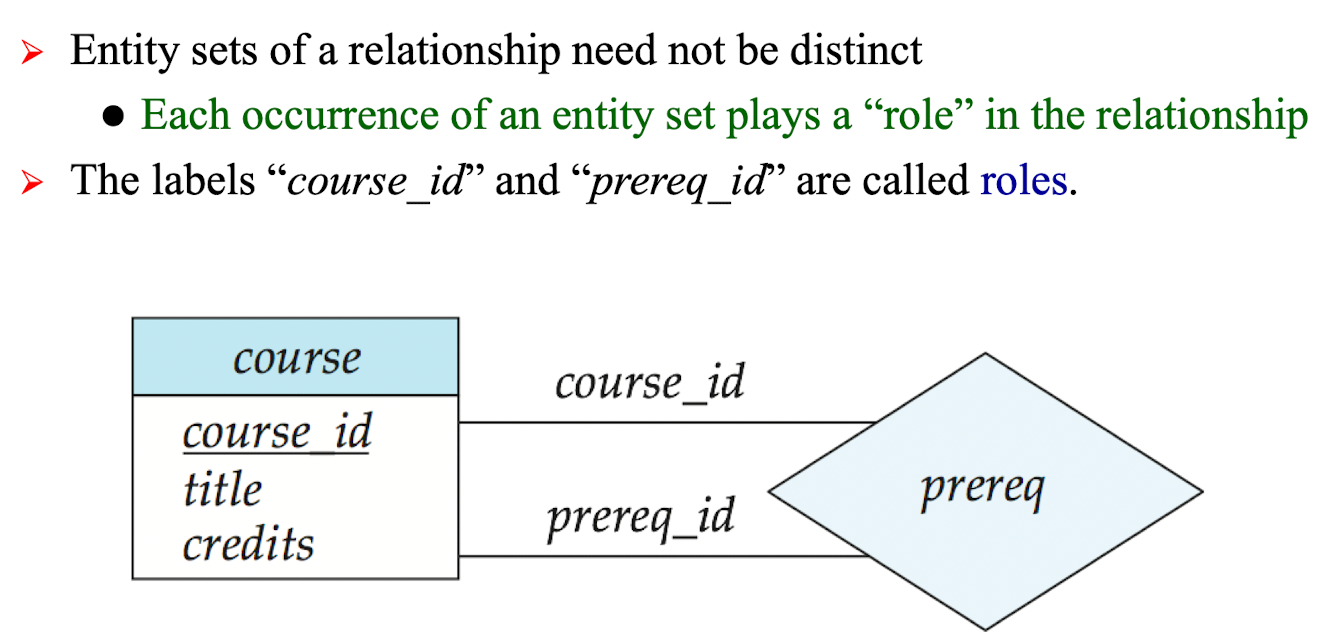 Entity sets of a relationship need not be distinct
Each occurrence of an entity set plays a “role” in the relationship
The labels “course_id” and “prereq_id” are called roles.
course
course_id
title
credits
course_id
prereq_id
prereq